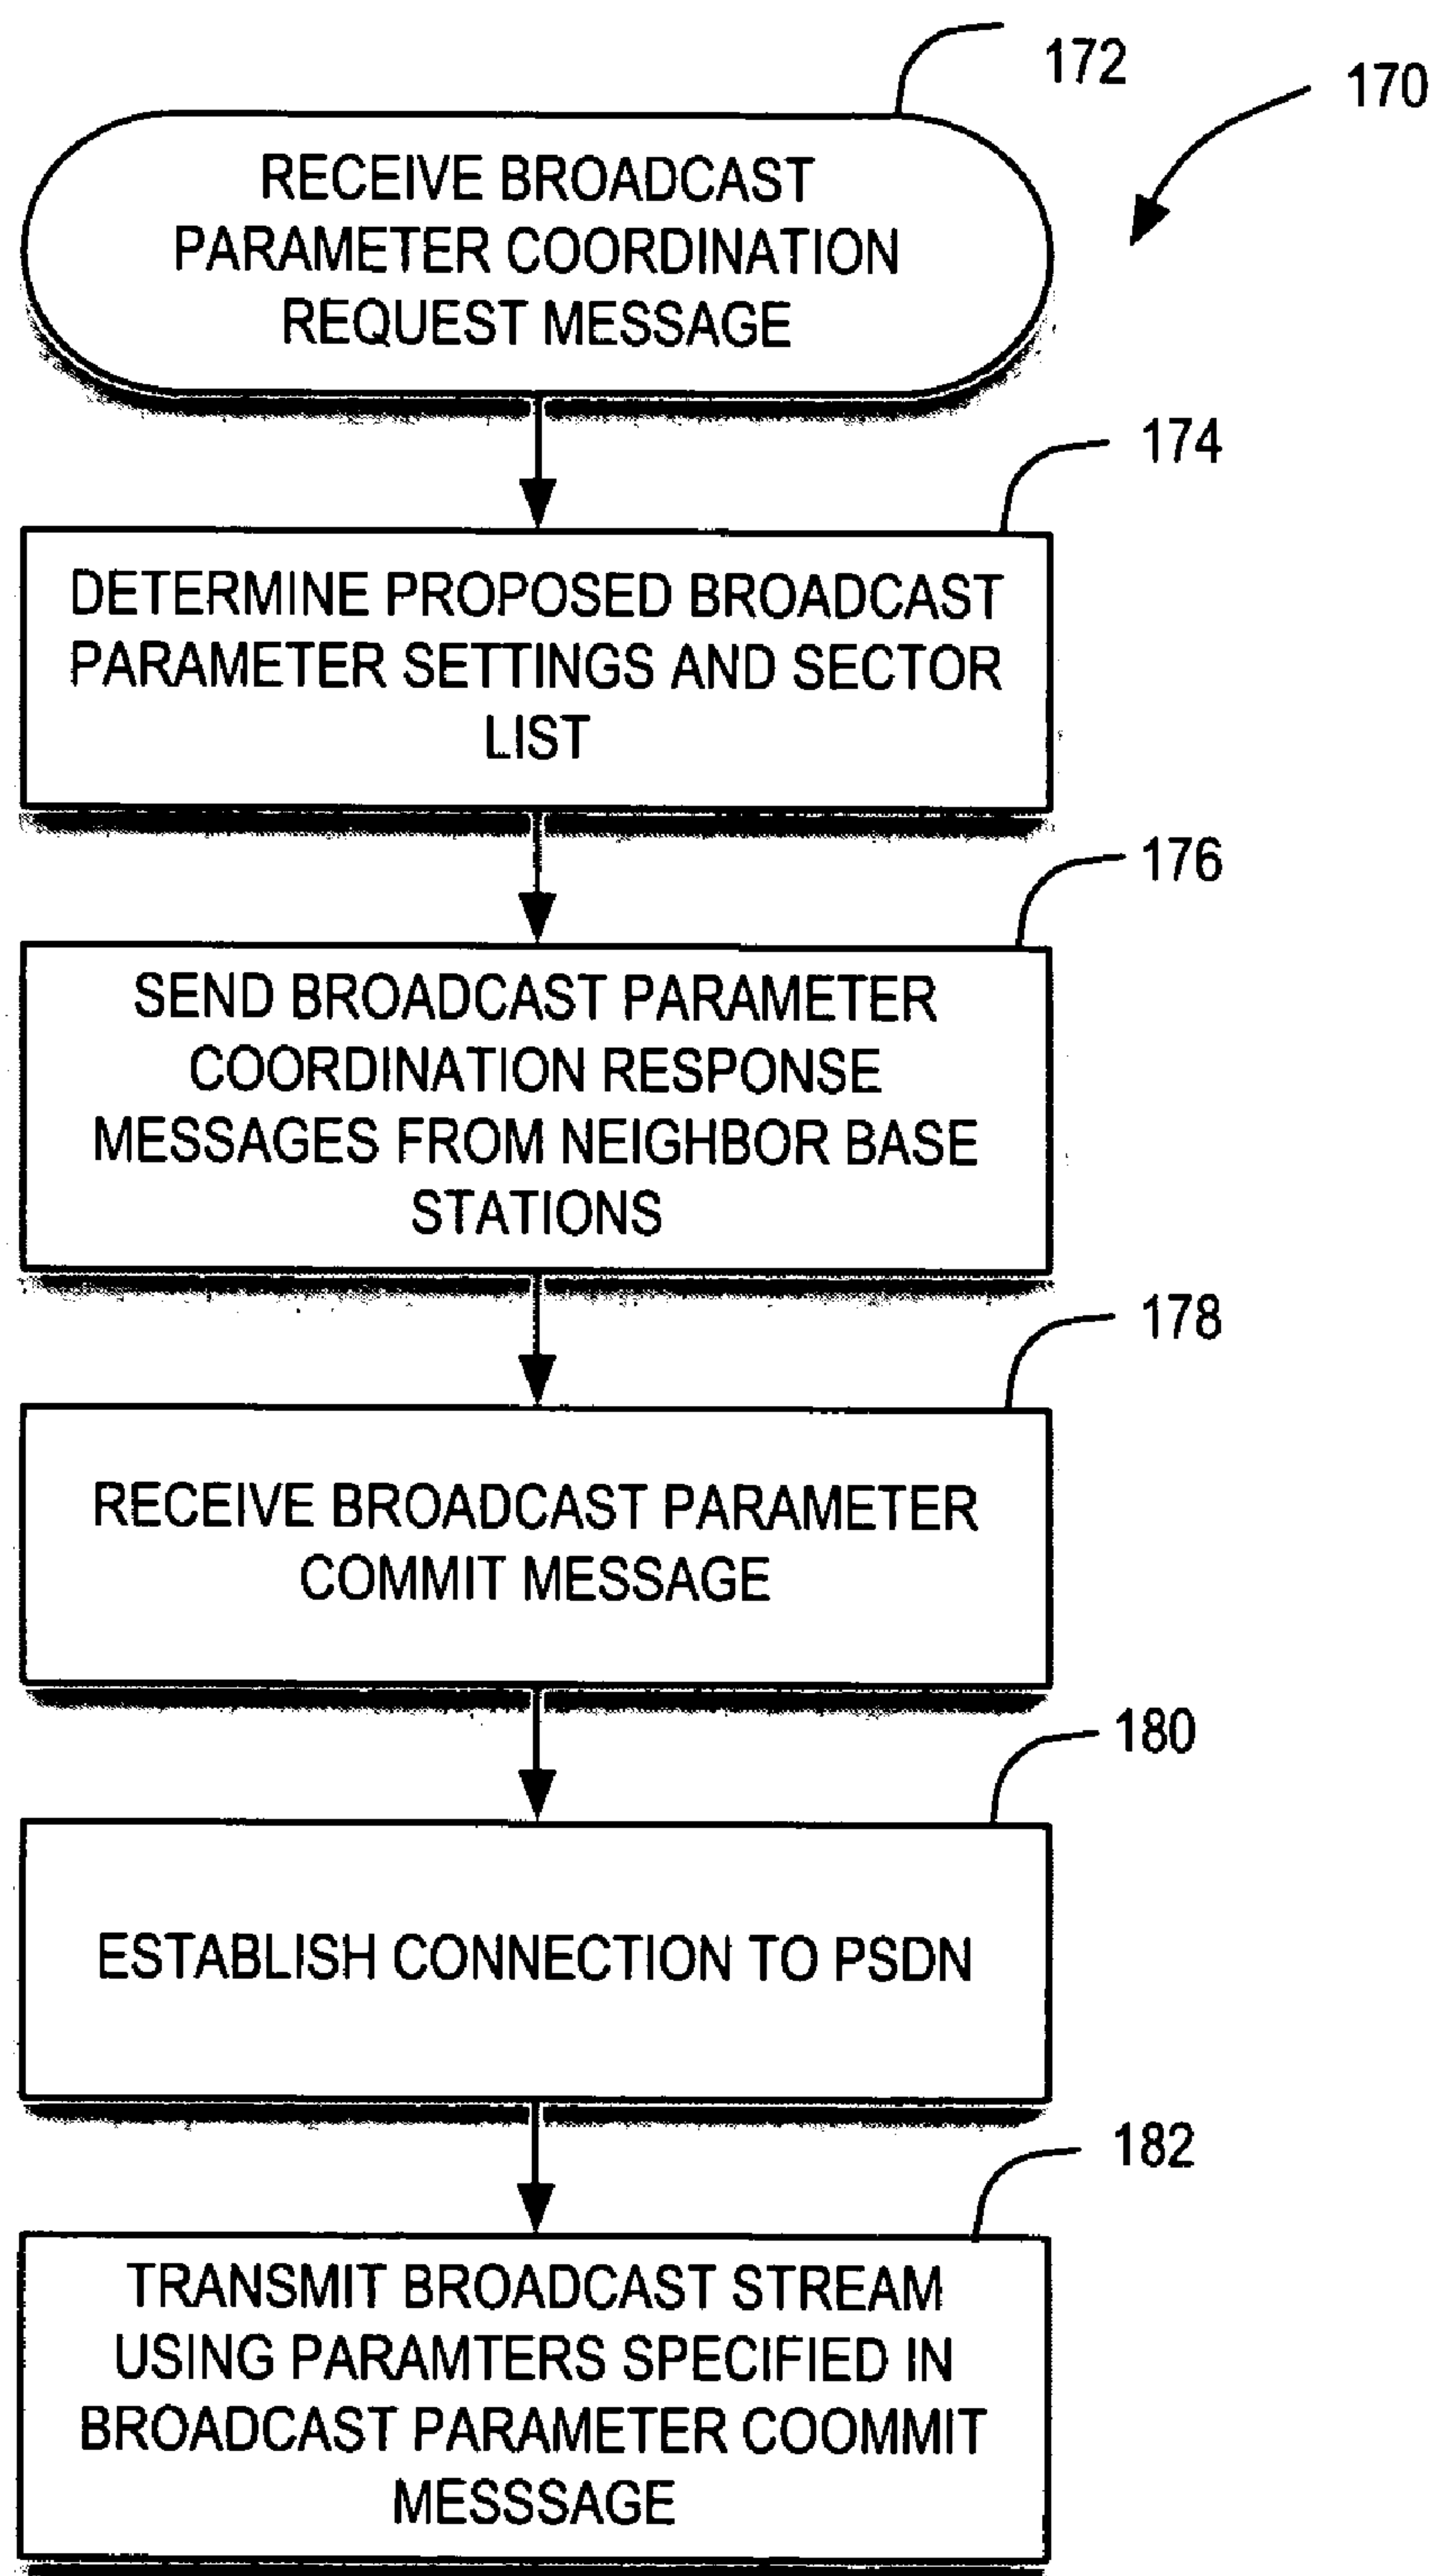 172
170
RECEIVE BROADCAST
PARAMETER COORDINATION
REQUEST MESSAGE
174
DETERMINE PROPOSED BROADCAST
PARAMETER SETTINGS AND SECTOR
LIST
176
SEND BROADCAST PARAMETER
COORDINATION RESPONSE
MESSAGES FROM NEIGHBOR BASE
STATIONS
178
RECEIVE BROADCAST PARAMETER
COMMIT MESSAGE
180
ESTABLISH CONNECTION TO PSDN
182
TRANSMIT BROADCAST STREAM
USING PARAMTERS SPECIFIED IN
BROADCAST PARAMETER COOMMIT
MESSSAGE